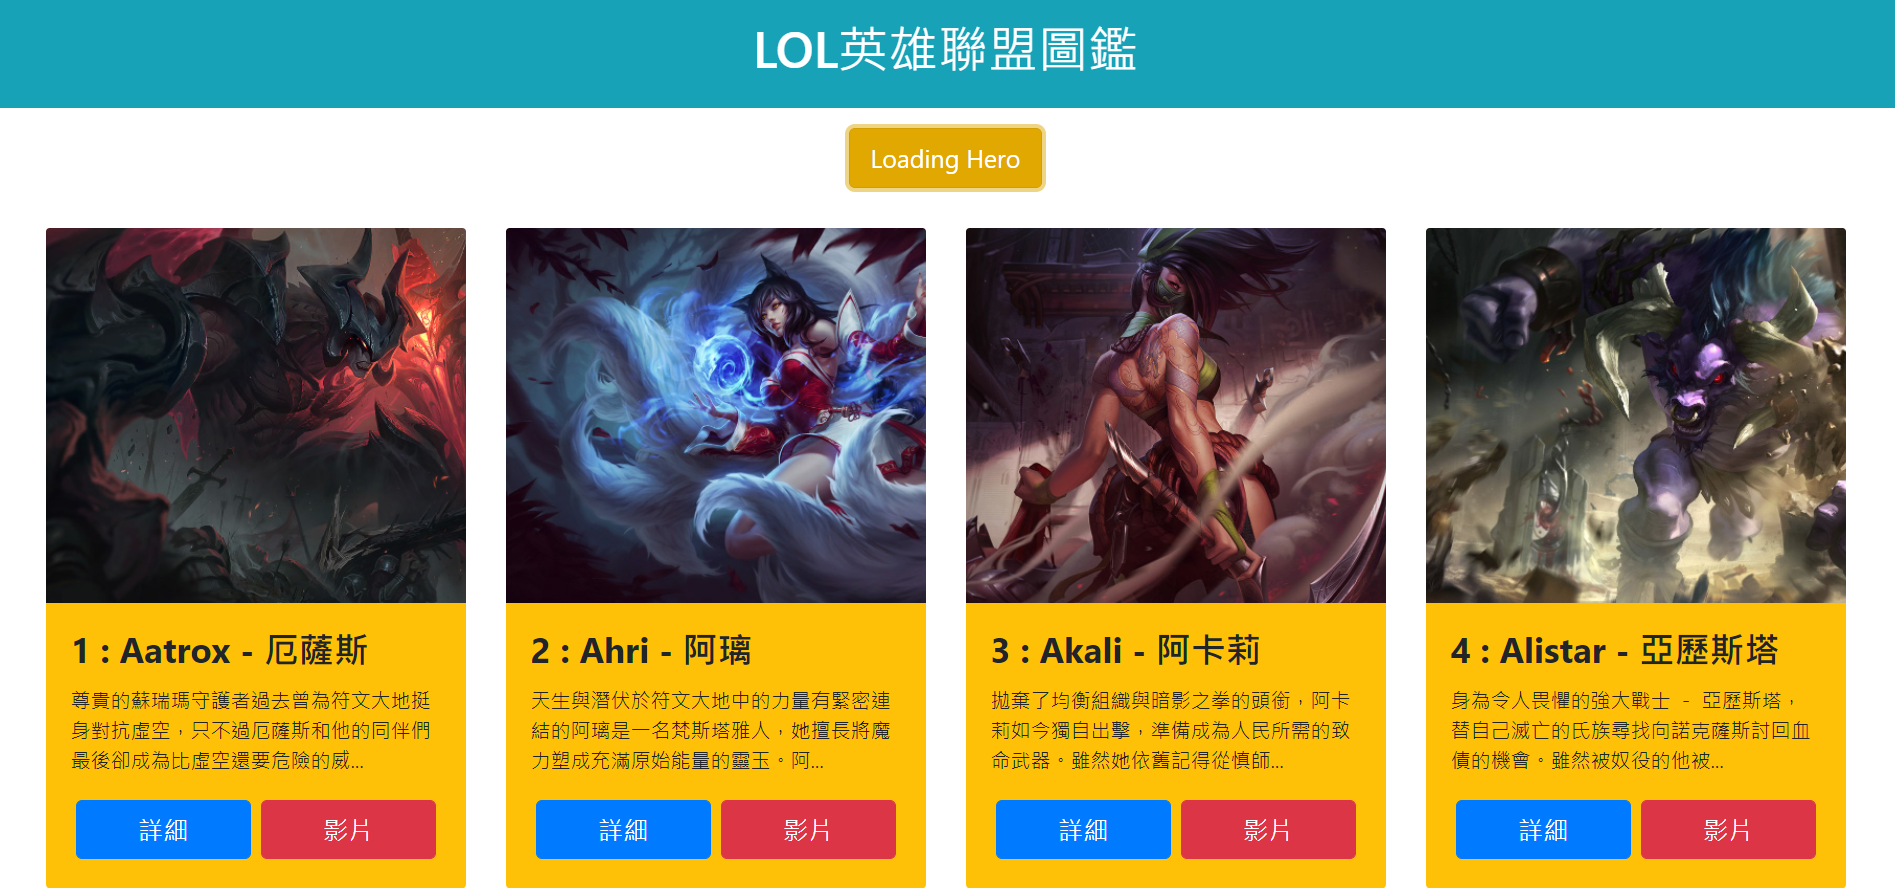 LOL英雄聯盟圖鑑
Loading Hero
1 : Aatrox - 厄薩斯
尊貴的蘇瑞瑪守護者過去曾為符文大地挺
身對抗虛空，只不過厄薩斯和他的同伴們
最後卻成為比虛空還要危險的威...
詳細
影片
2 : Ahri - 阿璃
天生與潛伏於符文大地中的力量有緊密連
結的阿璃是一名梵斯塔雅人，她擅長將魔
力塑成充滿原始能量的靈玉。阿...
詳細
影片
3 : Akali - 阿卡莉
拋棄了均衡組織與暗影之拳的頭銜，阿卡
莉如今獨自出擊，準備成為人民所需的致
命武器。雖然她依舊記得從慎師...
詳細
影片
4 : Alistar - 亞歷斯塔
身為令人畏懼的強大戰士 - 亞歷斯塔，
替自己滅亡的氏族尋找向諾克薩斯討回血
債的機會。雖然被奴役的他被...
詳細
影片